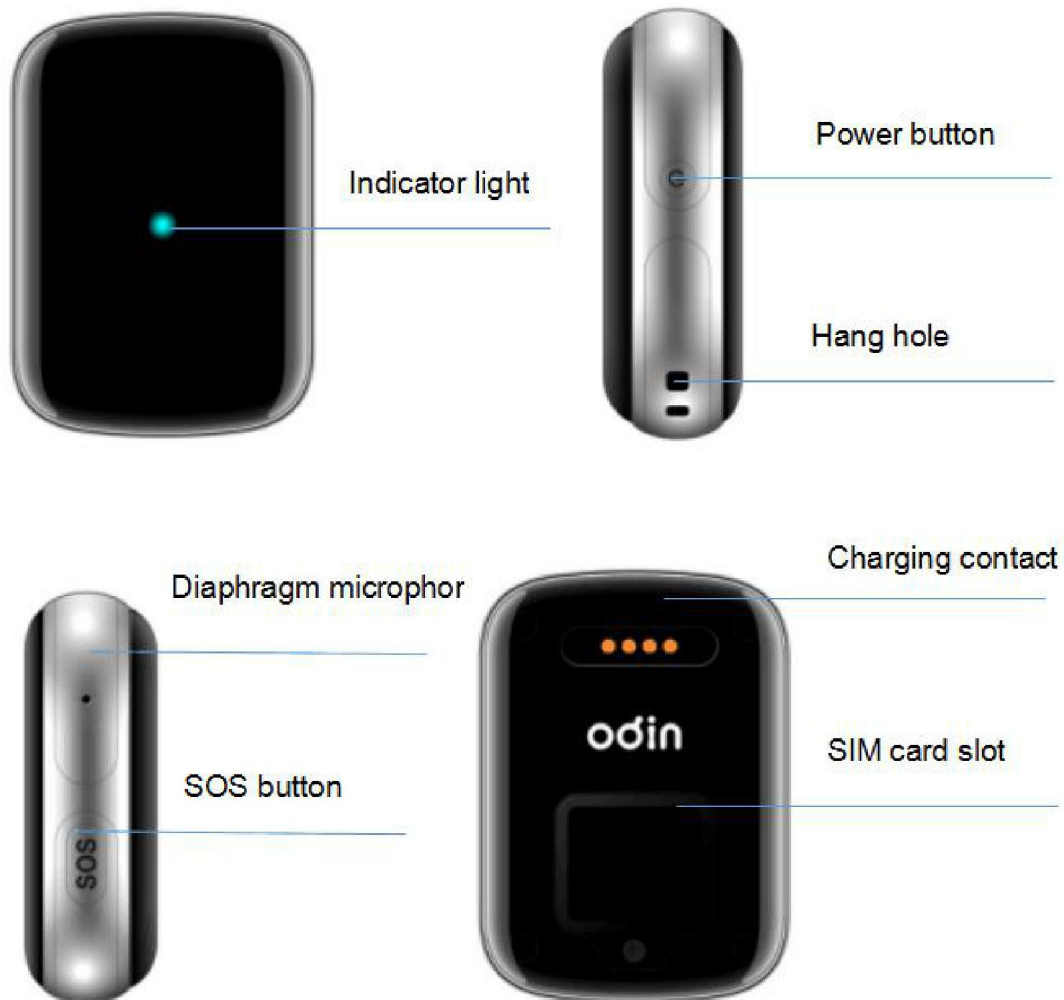 Power button
Indicator light
Hang hole
Charging contact
Diaphragm microphor
SIM card slot
odin
SOS button
SOS